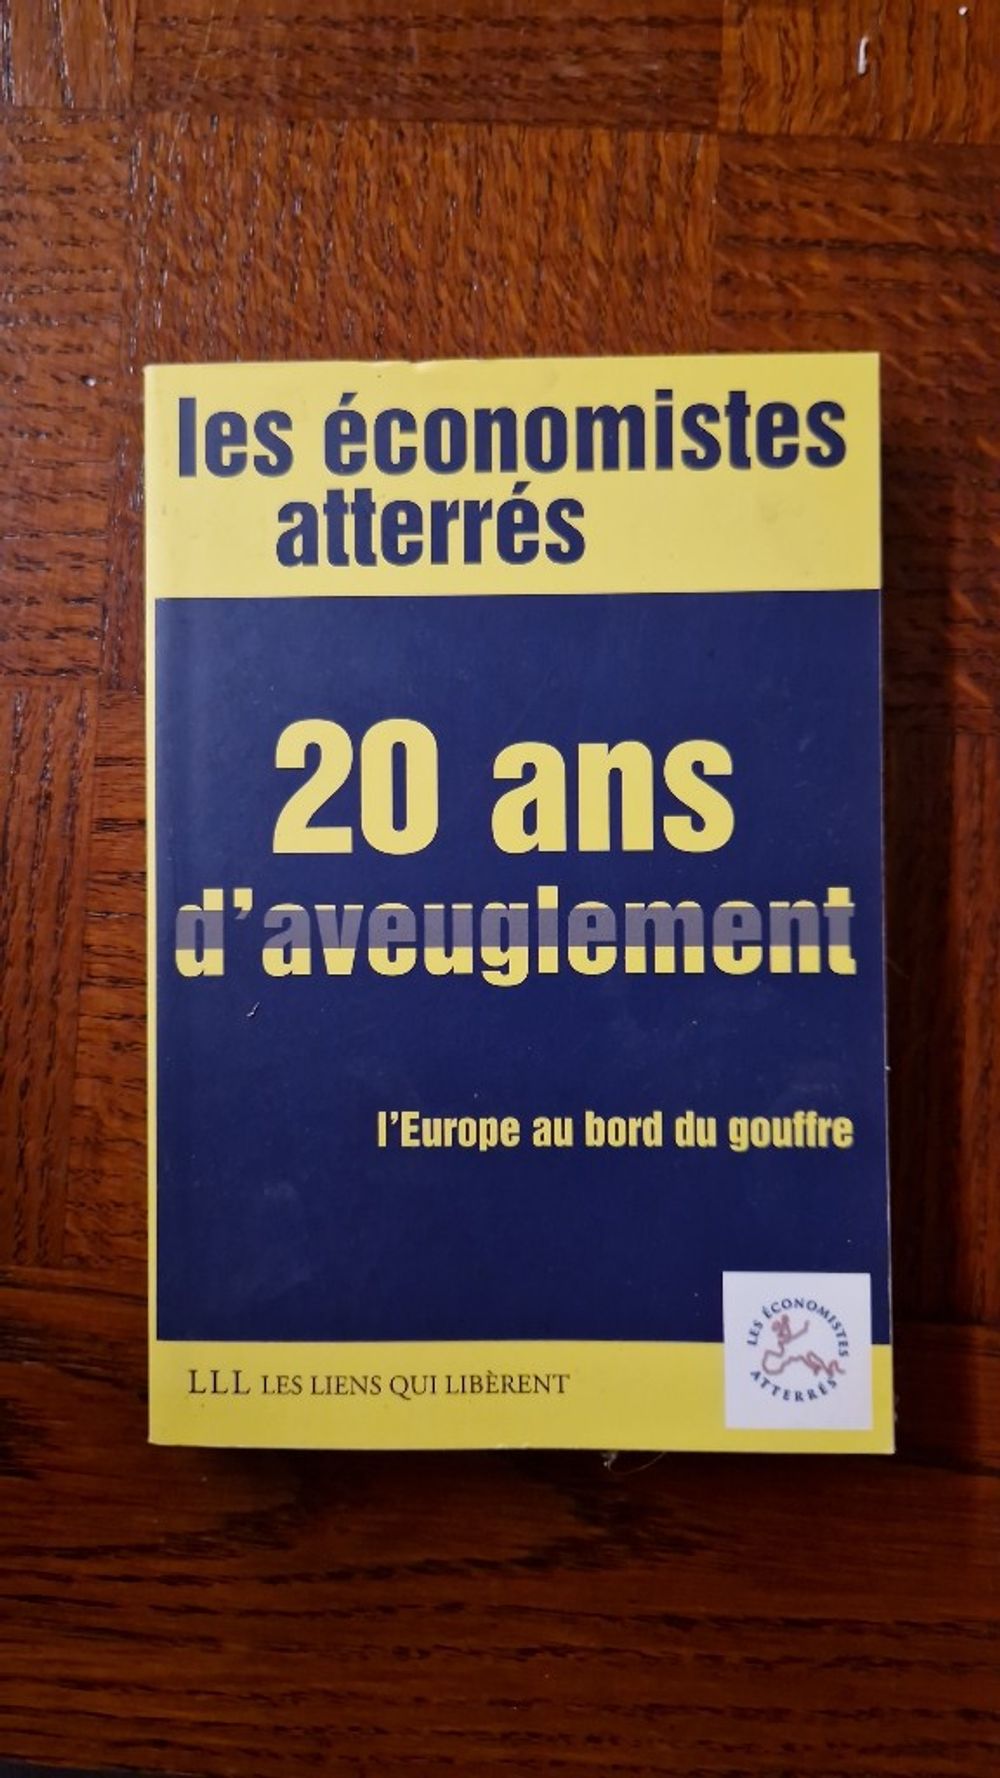 les économistes
atterrés
20 ans
d'aveuglement
l'Europe au bord du gouffre
LLL LES LIENS QUI LIBÈRENT
LES ÉCONOMISTES
ATTERRÉS